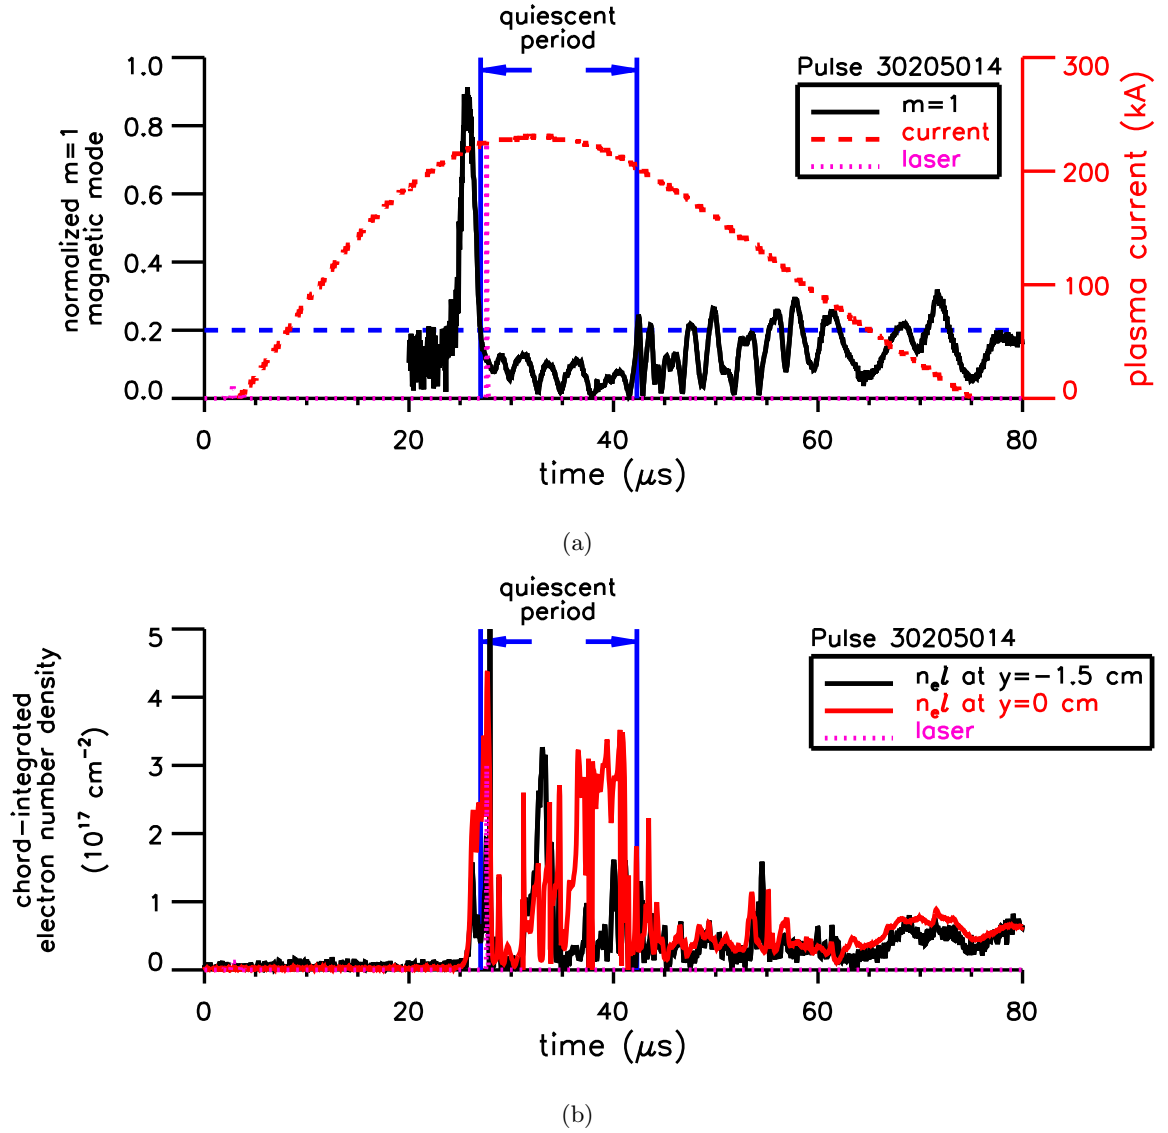 quiescent
period
Pulse 30205014
m=1
current
laser
normalized m=1
magnetic mode
1.0
0.8
0.6
0.4
0.2
0.0
300
200
100
0
plasma current (kA)
0 20 40 60 80
time (μs)
(a)
quiescent
period
Pulse 30205014
nₑl at y=−1.5 cm
nₑl at y=0 cm
laser
chord−integrated
electron number density
(10¹⁷ cm⁻²)
5
4
3
2
1
0
0 20 40 60 80
time (μs)
(b)